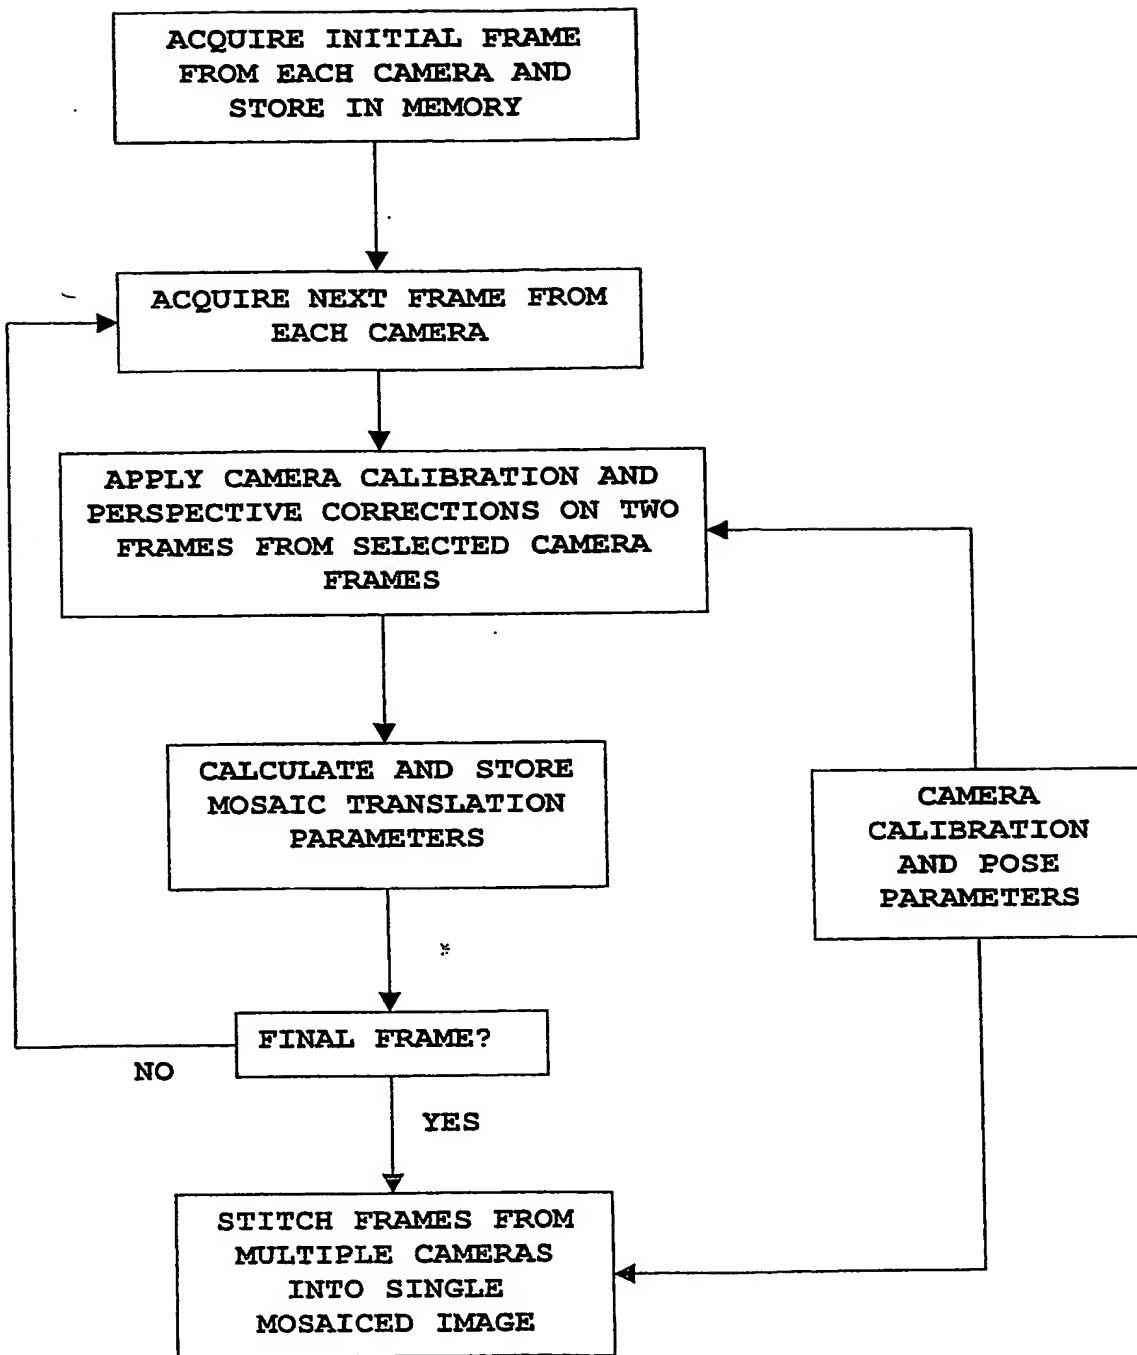 ACQUIRE INITIAL FRAME
FROM EACH CAMERA AND
STORE IN MEMORY
ACQUIRE NEXT FRAME FROM
EACH CAMERA
APPLY CAMERA CALIBRATION AND
PERSPECTIVE CORRECTIONS ON TWO
FRAMES FROM SELECTED CAMERA
FRAMES
CALCULATE AND STORE
MOSAIC TRANSLATION
PARAMETERS
CAMERA
CALIBRATION
AND POSE
PARAMETERS
FINAL FRAME?
NO
YES
STITCH FRAMES FROM
MULTIPLE CAMERAS
INTO SINGLE
MOSAICED IMAGE